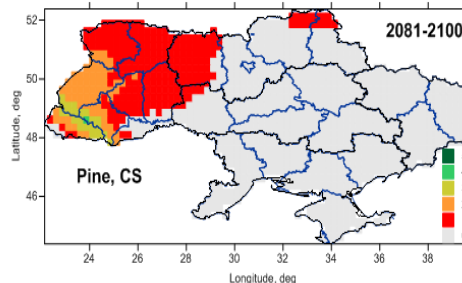 52
2081-2100
50
48
46
Pine, CS
Latitude, deg
24 26 28 30 32 34 36 38
Longitude, deg